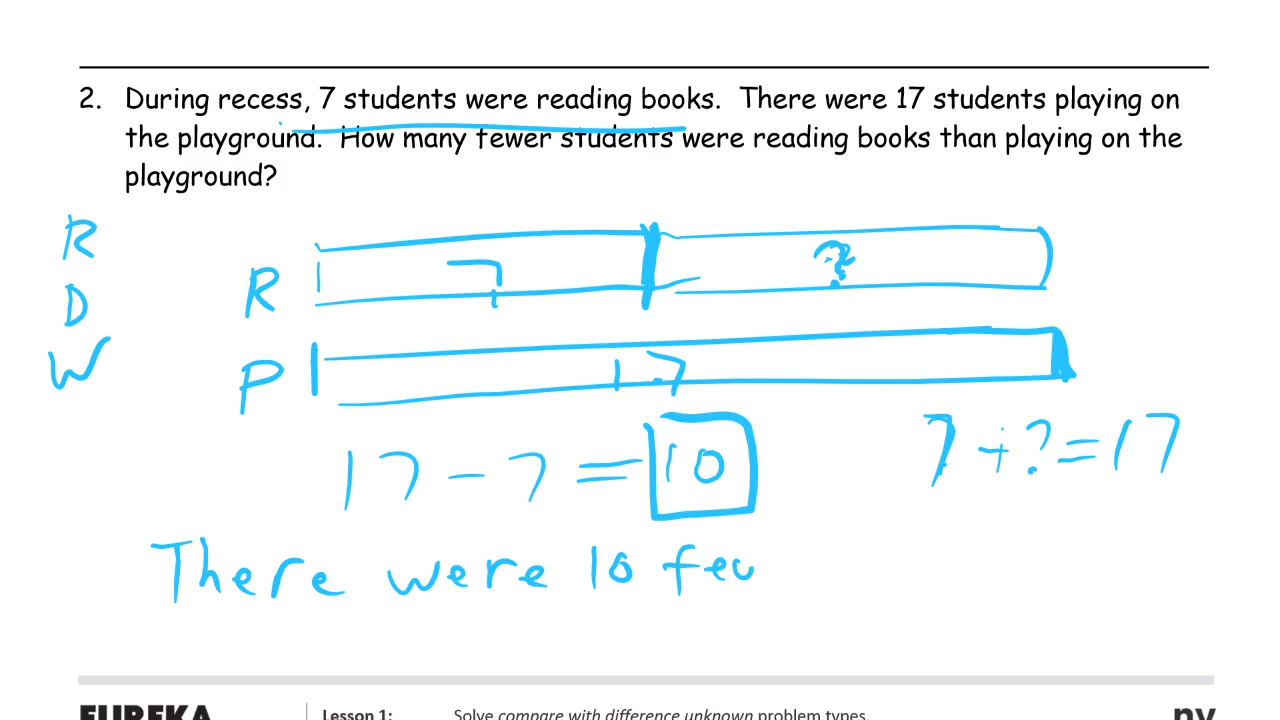 2. During recess, 7 students were reading books. There were 17 students playing on
the playground. How many fewer students were reading books than playing on the
playground?
R
D
W
R 7 ?
P 17
17 - 7 = 10
7 + ? = 17
There were 10 few
EUREKA
Lesson 1: Solve compare with difference unknown problem types.
ny